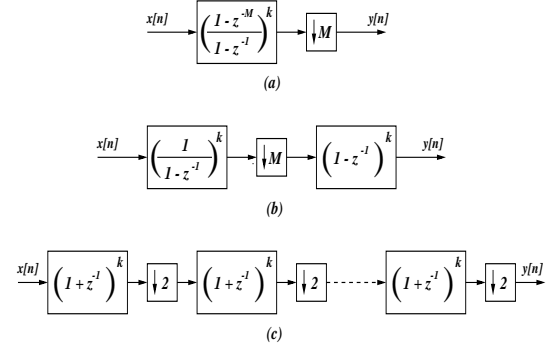 x[n] ( (1 - z^{-M}) / (1 - z^{-1}) )^k ↓M y[n]
(a)
x[n] ( 1 / (1 - z^{-1}) )^k ↓M (1 - z^{-1})^k y[n]
(b)
x[n] (1 + z^{-1})^k ↓2 (1 + z^{-1})^k ↓2 (1 + z^{-1})^k ↓2 y[n]
(c)